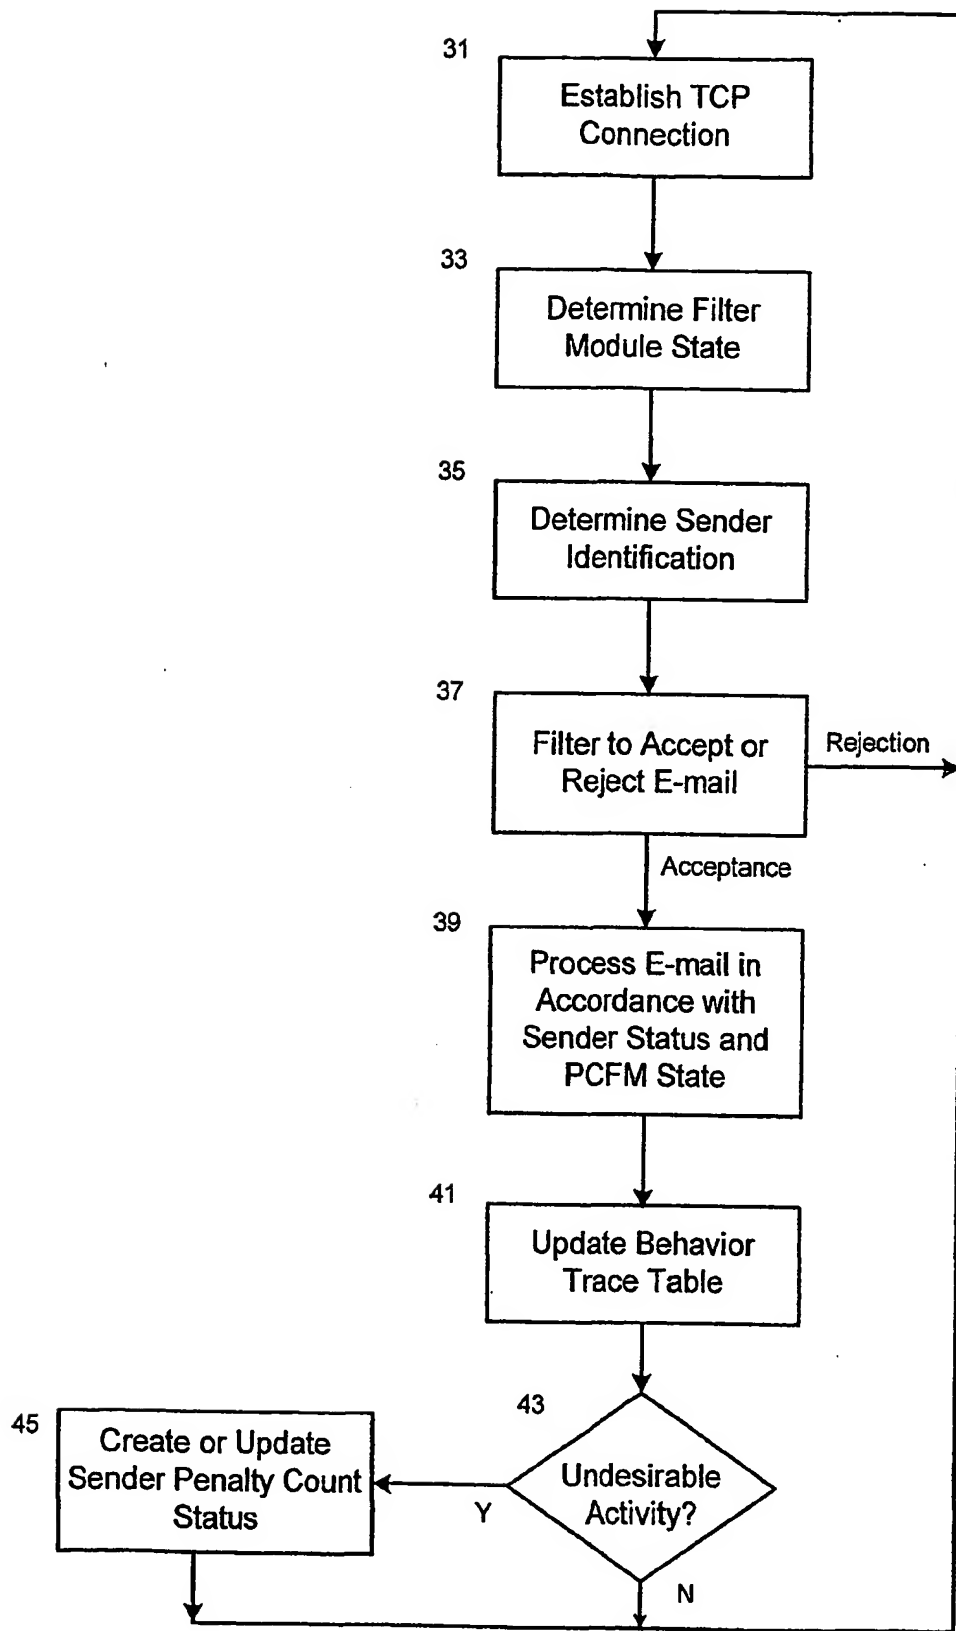 31
Establish TCP
Connection
33
Determine Filter
Module State
35
Determine Sender
Identification
37
Filter to Accept or
Reject E-mail
Rejection
Acceptance
39
Process E-mail in
Accordance with
Sender Status and
PCFM State
41
Update Behavior
Trace Table
43
Undesirable
Activity?
Y
N
45
Create or Update
Sender Penalty Count
Status